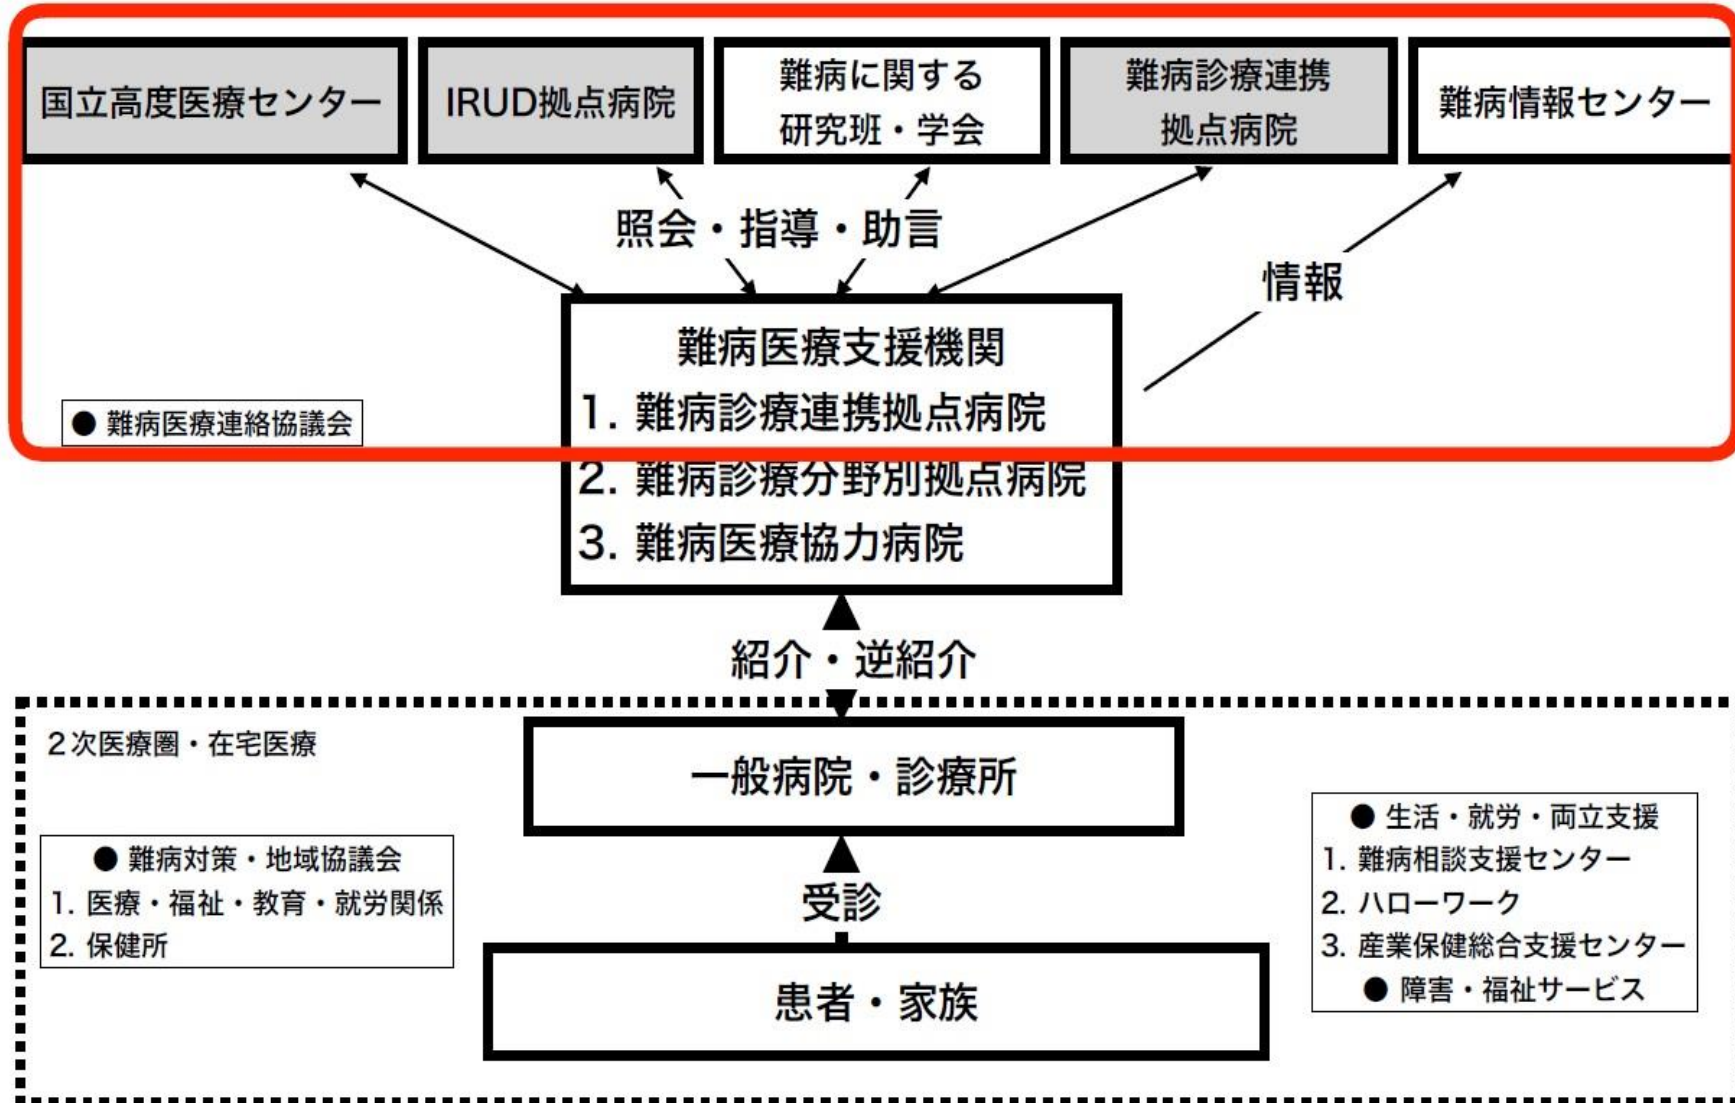 国立高度医療センター
IRUD拠点病院
難病に関する
研究班・学会
難病診療連携
拠点病院
難病情報センター
照会・指導・助言
情報
難病医療支援機関
1. 難病診療連携拠点病院
2. 難病診療分野別拠点病院
3. 難病医療協力病院
● 難病医療連絡協議会
紹介・逆紹介
2次医療圏・在宅医療
一般病院・診療所
● 難病対策・地域協議会
1. 医療・福祉・教育・就労関係
2. 保健所
受診
患者・家族
● 生活・就労・両立支援
1. 難病相談支援センター
2. ハローワーク
3. 産業保健総合支援センター
● 障害・福祉サービス